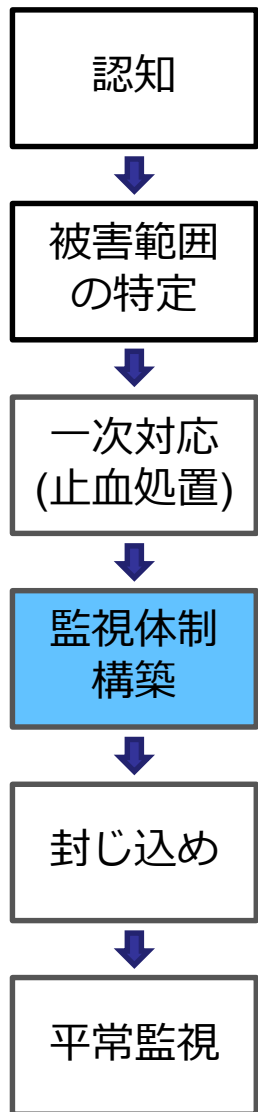 認知
被害範囲
の特定
一次対応
(止血処置)
監視体制
構築
封じ込め
平常監視